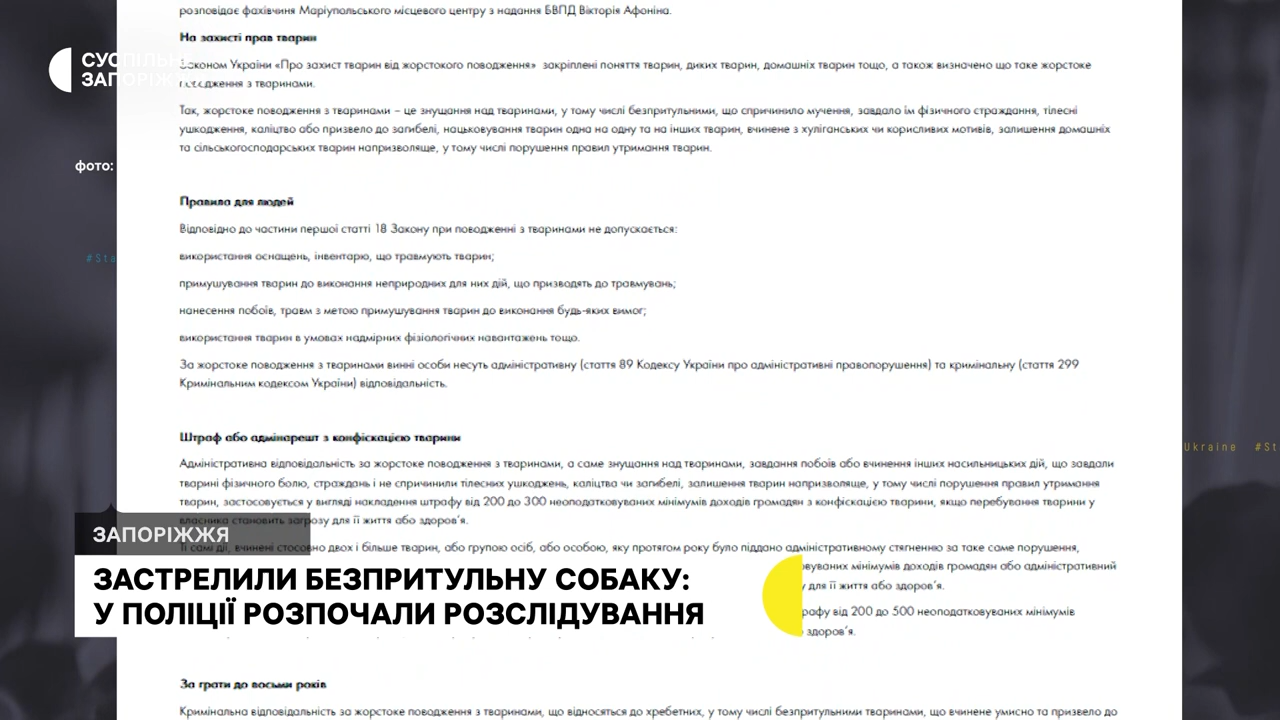 розповідає фахівчиня Маріупольського місцевого центру з надання БВПД Вікторія Афоніна.
На захисті прав тварин
СУСПІЛЬНЕ
ЗАПОРІЖЖЯ
Законом України «Про захист тварин від жорстокого поводження» закріплені поняття тварин, диких тварин, домашніх тварин тощо, а також визначено що таке жорстоке
поводження з тваринами.
Так, жорстоке поводження з тваринами – це знущання над тваринами, у тому числі безпритульними, що спричинило мучення, завдало їм фізичного страждання, тілесні
ушкодження, каліцтво або призвело до загибелі, нацьковування тварин одна на одну та на інших тварин, вчинене з хуліганських чи корисливих мотивів, залишення домашніх
та сільськогосподарських тварин напризволяще, у тому числі порушення правил утримання тварин.
фото:
Правила для людей
Відповідно до частини першої статті 18 Закону при поводженні з тваринами не допускається:
використання оснащень, інвентарю, що травмують тварин;
#Sta
примушування тварин до виконання неприродних для них дій, що призводять до травмувань;
нанесення побоїв, травм з метою примушування тварин до виконання будь-яких вимог;
використання тварин в умовах надмірних фізіологічних навантажень тощо.
За жорстоке поводження з тваринами винні особи несуть адміністративну (стаття 89 Кодексу України про адміністративні правопорушення) та кримінальну (стаття 299
Кримінальним кодексом України) відповідальність.
Штраф або адмінарешт з конфіскацією тварини
Ukraine #St
Адміністративна відповідальність за жорстоке поводження з тваринами, а саме знущання над тваринами, завдання побоїв або вчинення інших насильницьких дій, що завдали
тварині фізичного болю, страждань і не спричинили тілесних ушкоджень, каліцтва чи загибелі, залишення тварин напризволяще, у тому числі порушення правил утримання
тварин, застосовується у вигляді накладення штрафу від 200 до 300 неоподатковуваних мінімумів доходів громадян з конфіскацією тварини, якщо перебування тварини у
власника становить загрозу для її життя або здоров'я.
ЗАПОРІЖЖЯ
Ті самі дії, вчинені стосовно двох і більше тварин, або групою осіб, або особою, яку протягом року було піддано адміністративному стягненню за таке саме порушення,
овуваних мінімумів доходів громадян або адміністративний
у для її життя або здоров'я.
ЗАСТРЕЛИЛИ БЕЗПРИТУЛЬНУ СОБАКУ:
У ПОЛІЦІЇ РОЗПОЧАЛИ РОЗСЛІДУВАННЯ
рафу від 200 до 500 неоподатковуваних мінімумів
здоров'я.
За грати до восьми років
Кримінальна відповідальність за жорстоке поводження з тваринами, що відносяться до хребетних, у тому числі безпритульними тваринами, що вчинене умисно та призвело до